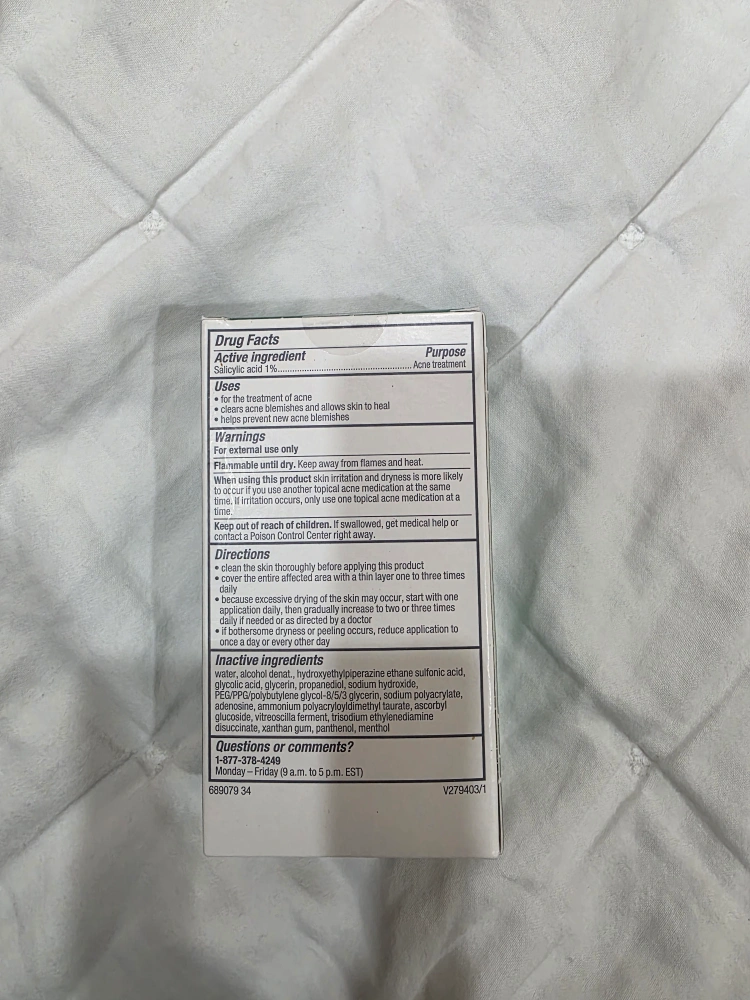 Drug Facts
Active ingredient Purpose
Salicylic acid 1%................................................ Acne treatment
Uses
• for the treatment of acne
• clears acne blemishes and allows skin to heal
• helps prevent new acne blemishes
Warnings
For external use only
Flammable until dry. Keep away from flames and heat.
When using this product skin irritation and dryness is more likely
to occur if you use another topical acne medication at the same
time. If irritation occurs, only use one topical acne medication at a
time.
Keep out of reach of children. If swallowed, get medical help or
contact a Poison Control Center right away.
Directions
• clean the skin thoroughly before applying this product
• cover the entire affected area with a thin layer one to three times
daily
• because excessive drying of the skin may occur, start with one
application daily, then gradually increase to two or three times
daily if needed or as directed by a doctor
• if bothersome dryness or peeling occurs, reduce application to
once a day or every other day
Inactive ingredients
water, alcohol denat., hydroxyethylpiperazine ethane sulfonic acid,
glycolic acid, glycerin, propanediol, sodium hydroxide,
PEG/PPG/polybutylene glycol-8/5/3 glycerin, sodium polyacrylate,
adenosine, ammonium polyacryloyldimethyl taurate, ascorbyl
glucoside, vitreoscilla ferment, trisodium ethylenediamine
disuccinate, xanthan gum, panthenol, menthol
Questions or comments?
1-877-378-4249
Monday – Friday (9 a.m. to 5 p.m. EST)
689079 34 V279403/1